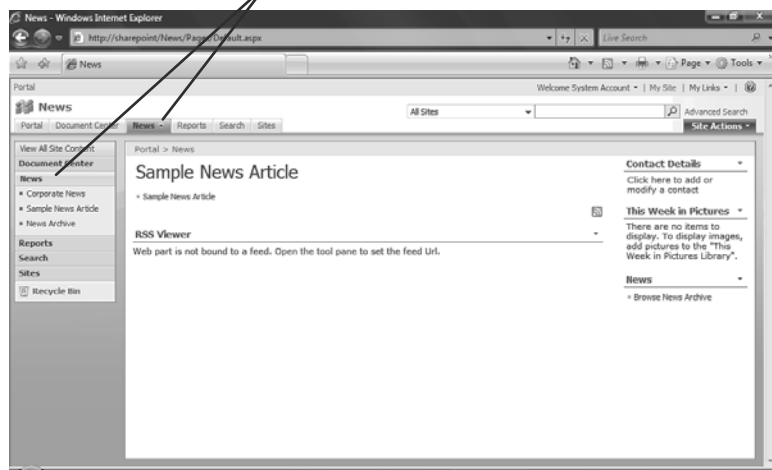 News - Windows Internet Explorer
http://sharepoint/News/Pages/Default.aspx
Live Search
News
Page
Tools
Portal
Welcome System Account | My Site | My Links |
News
All Sites
Advanced Search
Portal Document Center News Reports Search Sites
Site Actions
View All Site Content
Document Center
News
Corporate News
Sample News Article
News Archive
Reports
Search
Sites
Recycle Bin
Portal > News
Sample News Article
Sample News Article
RSS Viewer
Web part is not bound to a feed. Open the tool pane to set the feed Url.
Contact Details
Click here to add or
modify a contact
This Week in Pictures
There are no items to
display. To display images,
add pictures to the "This
Week in Pictures Library".
News
Browse News Archive